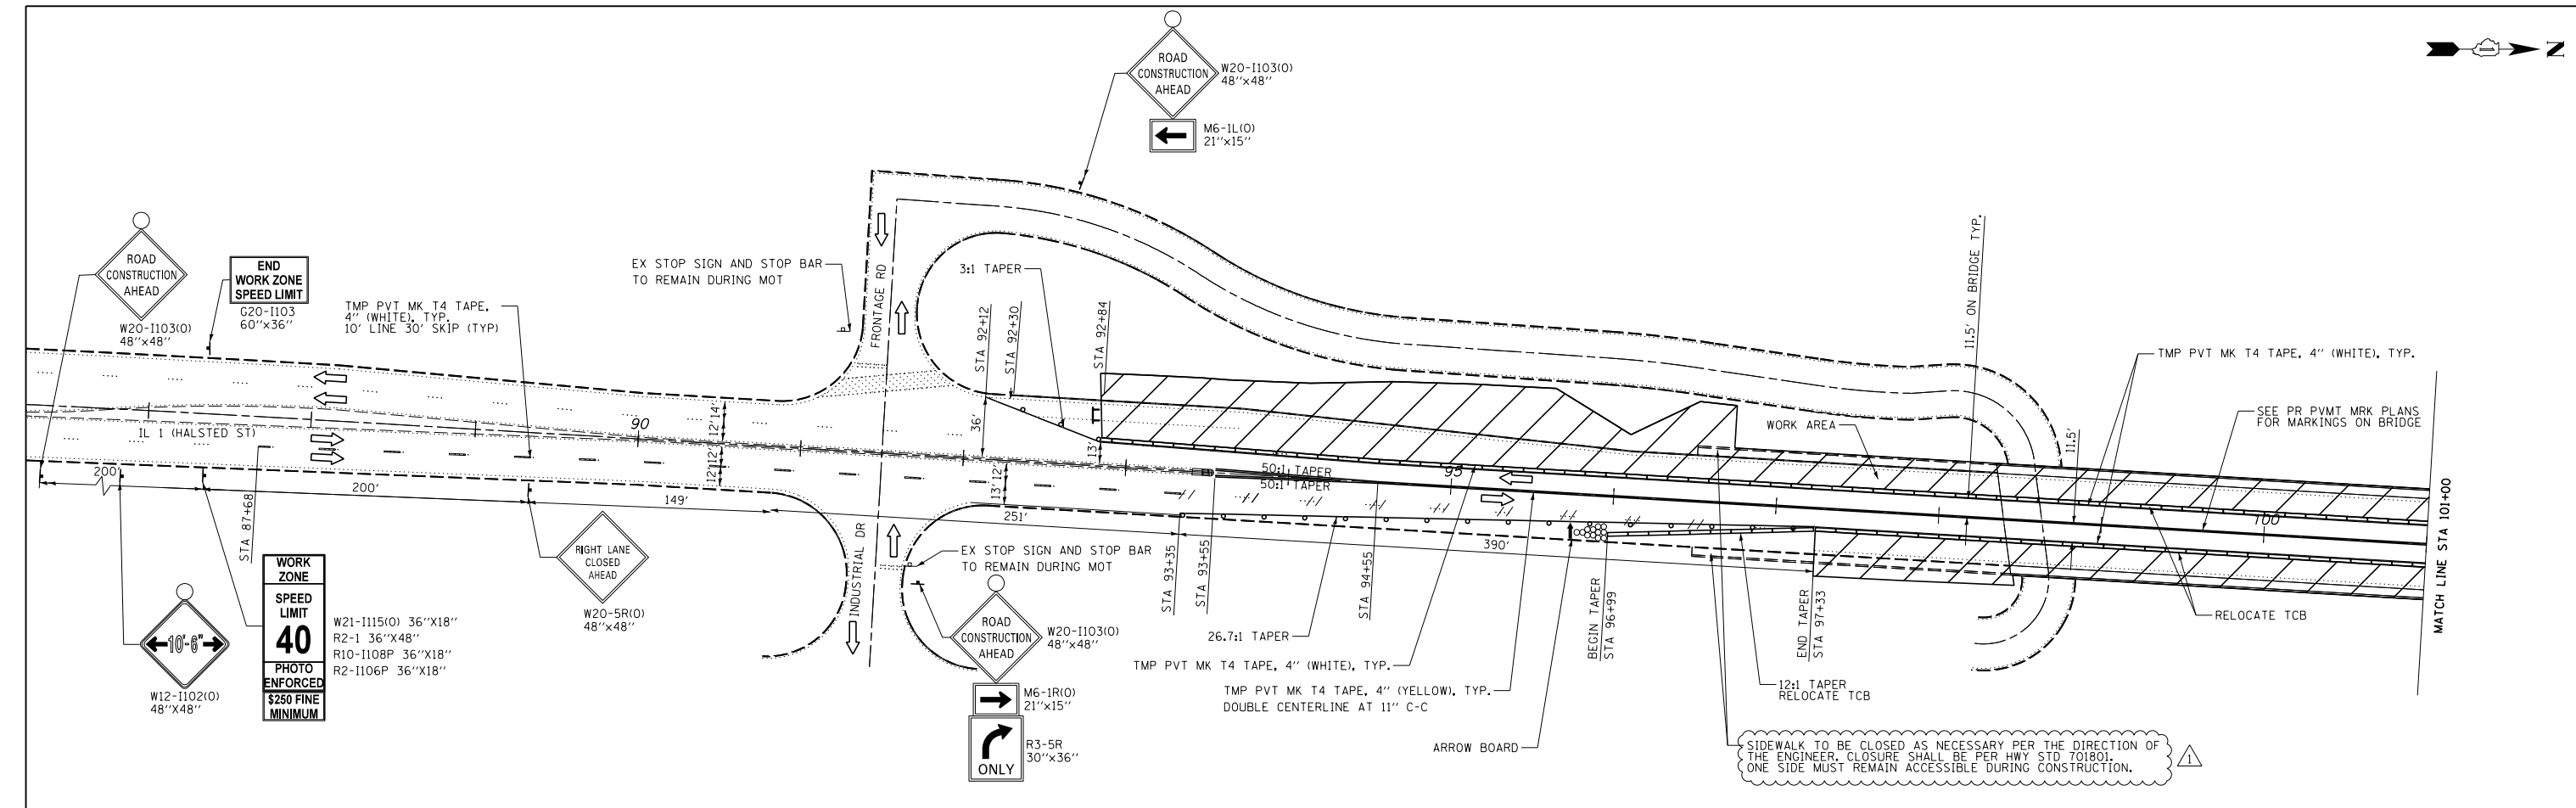 ROAD
CONSTRUCTION
AHEAD
W20-I103(O)
48''x48''
M6-1L(O)
21''x15''
N
ROAD
CONSTRUCTION
AHEAD
W20-I103(O)
48''x48''
END
WORK ZONE
SPEED LIMIT
G20-I103
60''x36''
TMP PVT MK T4 TAPE,
4'' (WHITE), TYP.
10' LINE 30' SKIP (TYP)
EX STOP SIGN AND STOP BAR
TO REMAIN DURING MOT
FRONTAGE RD
3:1 TAPER
STA 92+12
STA 92+30
STA 92+84
11.5' ON BRIDGE TYP.
TMP PVT MK T4 TAPE, 4'' (WHITE), TYP.
SEE PR PVMT MRK PLANS
FOR MARKINGS ON BRIDGE
WORK AREA
IL 1 (HALSTED ST)
90
14'
12'
12'
12'
36'
13'
12'
13'
50:1 TAPER
50:1 TAPER
95
11.5'
100
MATCH LINE STA 101+00
200'
200'
149'
251'
390'
STA 87+68
STA 93+35
STA 93+55
STA 94+55
BEGIN TAPER
STA 96+99
END TAPER
STA 97+33
RELOCATE TCB
10'-6"
W12-I102(O)
48''X48''
WORK
ZONE
SPEED
LIMIT
40
PHOTO
ENFORCED
$250 FINE
MINIMUM
W21-I115(O) 36''X18''
R2-1 36''X48''
R10-I108P 36''X18''
R2-I106P 36''X18''
RIGHT LANE
CLOSED
AHEAD
W20-5R(O)
48''x48''
INDUSTRIAL DR
EX STOP SIGN AND STOP BAR
TO REMAIN DURING MOT
ROAD
CONSTRUCTION
AHEAD
W20-I103(O)
48''x48''
M6-1R(O)
21''x15''
ONLY
R3-5R
30''x36''
26.7:1 TAPER
TMP PVT MK T4 TAPE, 4'' (WHITE), TYP.
TMP PVT MK T4 TAPE, 4'' (YELLOW), TYP.
DOUBLE CENTERLINE AT 11'' C-C
ARROW BOARD
12:1 TAPER
RELOCATE TCB
SIDEWALK TO BE CLOSED AS NECESSARY PER THE DIRECTION OF
THE ENGINEER. CLOSURE SHALL BE PER HWY STD 701801.
ONE SIDE MUST REMAIN ACCESSIBLE DURING CONSTRUCTION.
1